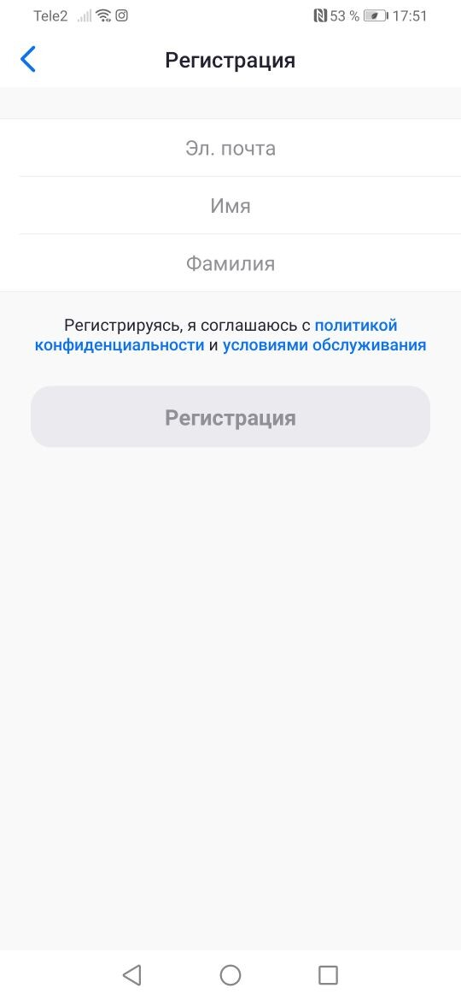 Tele2 53 % 17:51
Регистрация
Эл. почта
Имя
Фамилия
Регистрируясь, я соглашаюсь с политикой
конфиденциальности и условиями обслуживания
Регистрация